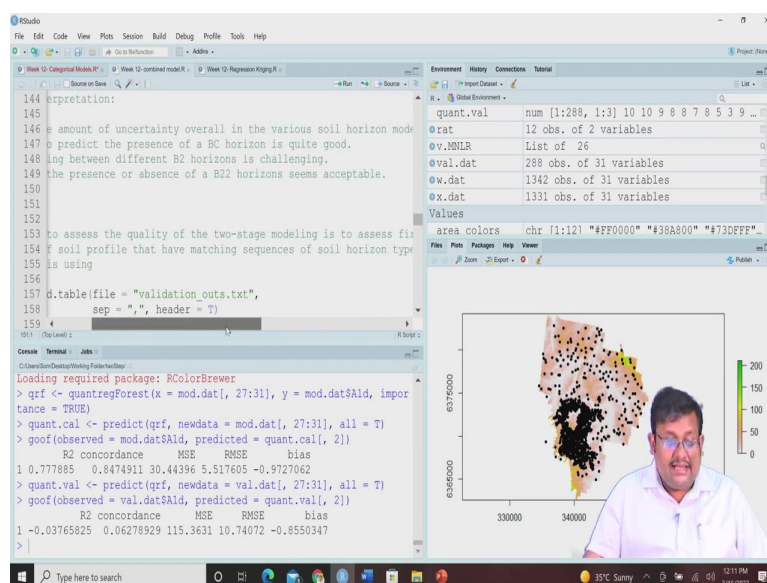 RStudio
File Edit Code View Plots Session Build Debug Profile Tools Help
Go to file/function Addins
Project: (None
Week 12- Categorical Models.R* Week 12- combined model.R Week 12- Regression Kriging.R
Source on Save Run Source
144 erpretation:
145
146 e amount of uncertainty overall in the various soil horizon mode
147 o predict the presence of a BC horizon is quite good.
148 ing between different B2 horizons is challenging.
149 the presence or absence of a B22 horizons seems acceptable.
150
151
152
153 to assess the quality of the two-stage modeling is to assess fir
154 f soil profile that have matching sequences of soil horizon type
155 is using
156
157 d.table(file = "validation_outs.txt",
158 sep = ",", header = T)
159
151:1 (Top Level) R Script
Console Terminal Jobs
C:/Users/Som/Desktop/Working Folder/twoStep/
Loading required package: RColorBrewer
> qrf <- quantregForest(x = mod.dat[, 27:31], y = mod.dat$A1d, impor
tance = TRUE)
> quant.cal <- predict(qrf, newdata = mod.dat[, 27:31], all = T)
> goof(observed = mod.dat$A1d, predicted = quant.cal[, 2])
R2 concordance MSE RMSE bias
1 0.777885 0.8474911 30.44396 5.517605 -0.9727062
> quant.val <- predict(qrf, newdata = val.dat[, 27:31], all = T)
> goof(observed = val.dat$A1d, predicted = quant.val[, 2])
R2 concordance MSE RMSE bias
1 -0.03765825 0.06278929 115.3631 10.74072 -0.8550347
>
Environment History Connections Tutorial
Import Dataset List
R Global Environment
quant.val num [1:288, 1:3] 10 10 9 8 8 7 8 5 3 9 …
rat 12 obs. of 2 variables
v.MNLR List of 26
val.dat 288 obs. of 31 variables
w.dat 1342 obs. of 31 variables
x.dat 1331 obs. of 31 variables
Values
area_colors chr [1:12] "#FF0000" "#38A800" "#73DFFF"…
Files Plots Packages Help Viewer
Zoom Export Publish
6375000
6365000
330000 340000
200
150
100
50
0
Type here to search
35°C Sunny 12:11 PM